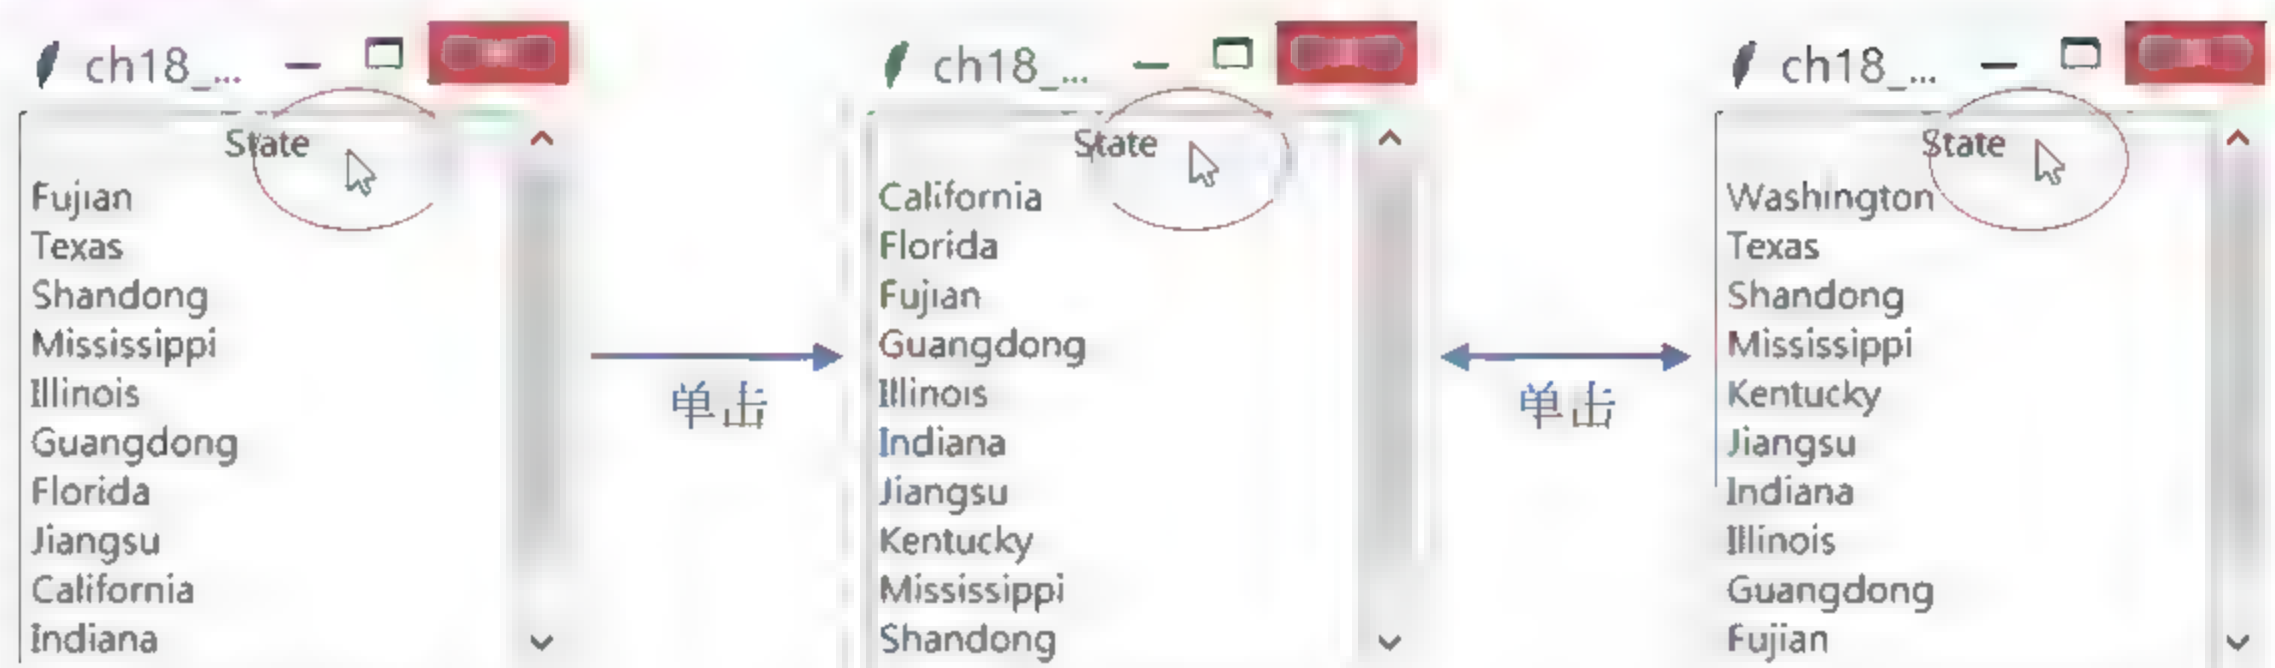 ch18_...
State
Fujian
Texas
Shandong
Mississippi
Illinois
Guangdong
Florida
Jiangsu
California
Indiana
单击
ch18_...
State
California
Florida
Fujian
Guangdong
Illinois
Indiana
Jiangsu
Kentucky
Mississippi
Shandong
单击
ch18_...
State
Washington
Texas
Shandong
Mississippi
Kentucky
Jiangsu
Indiana
Illinois
Guangdong
Fujian